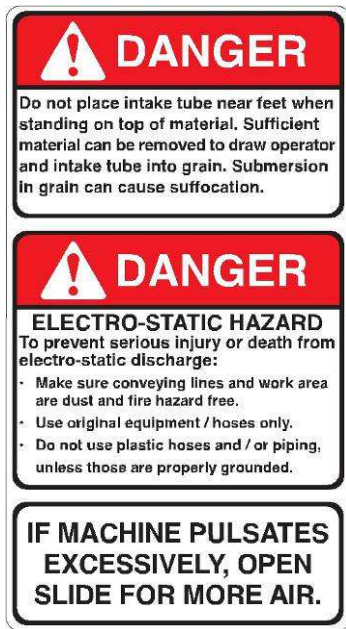 DANGER
Do not place intake tube near feet when
standing on top of material. Sufficient
material can be removed to draw operator
and intake tube into grain. Submersion
in grain can cause suffocation.
DANGER
ELECTRO-STATIC HAZARD
To prevent serious injury or death from
electro-static discharge:
· Make sure conveying lines and work area
are dust and fire hazard free.
· Use original equipment / hoses only.
· Do not use plastic hoses and / or piping,
unless those are properly grounded.
IF MACHINE PULSATES
EXCESSIVELY, OPEN
SLIDE FOR MORE AIR.